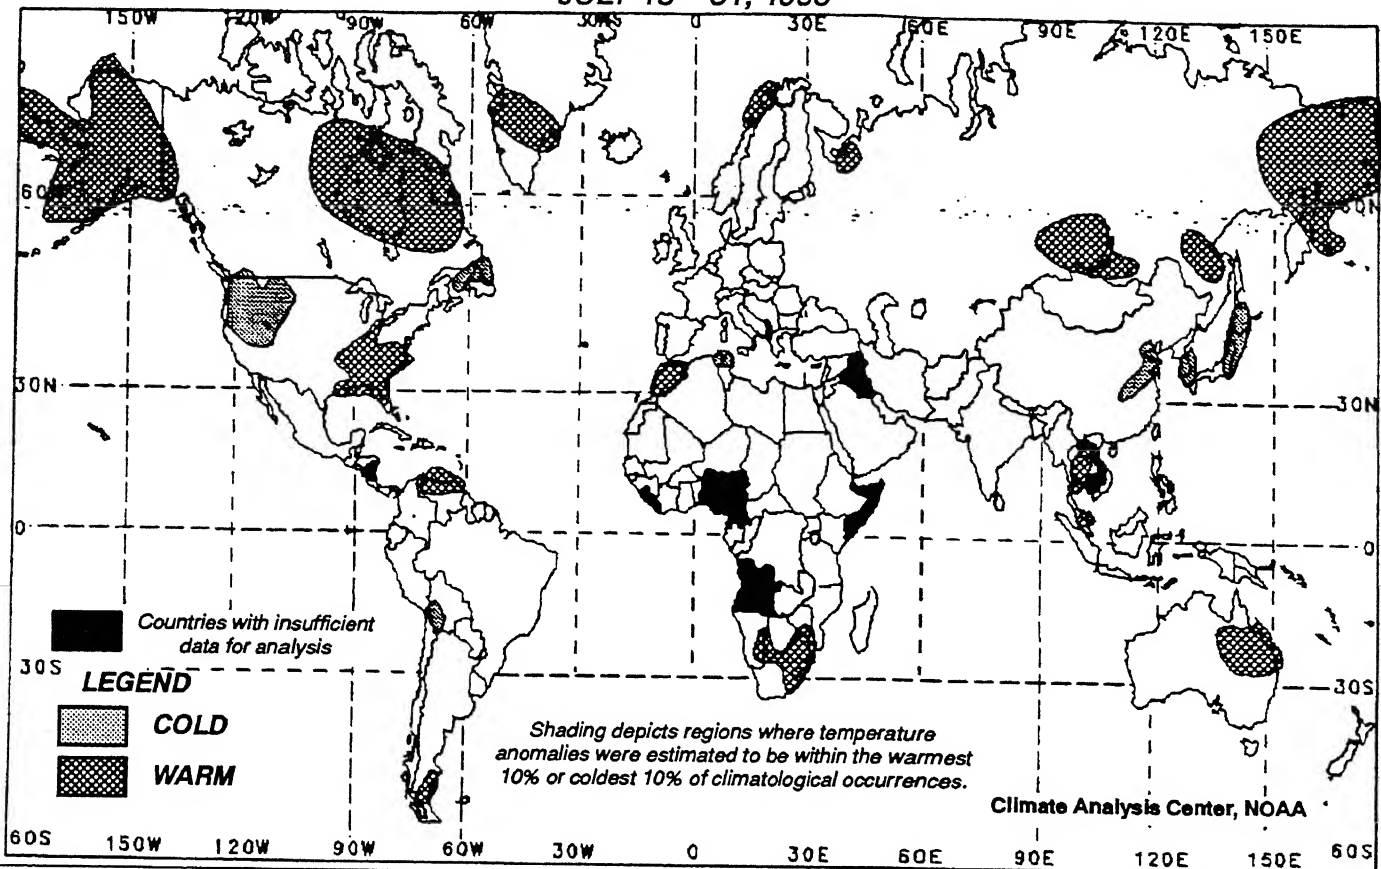 150W 120W 90W 60W 30W 0 30E 60E 90E 120E 150E
60N 60N
30N 30N
0 0
Countries with insufficient
data for analysis
30S 30S
LEGEND
COLD
WARM
Shading depicts regions where temperature
anomalies were estimated to be within the warmest
10% or coldest 10% of climatological occurrences.
Climate Analysis Center, NOAA
60S 150W 120W 90W 60W 30W 0 30E 60E 90E 120E 150E 60S